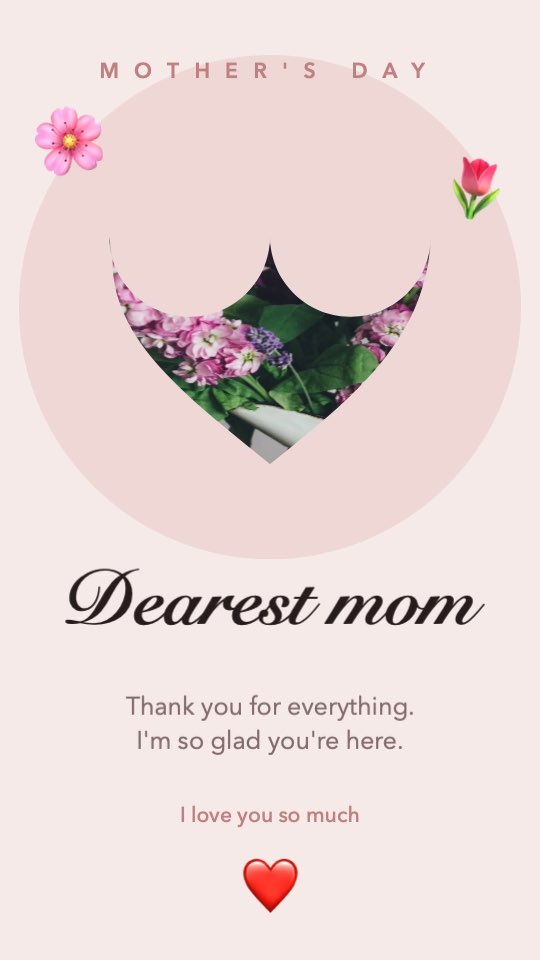 MOTHER'S DAY
Dearest mom
Thank you for everything.
I'm so glad you're here.
I love you so much